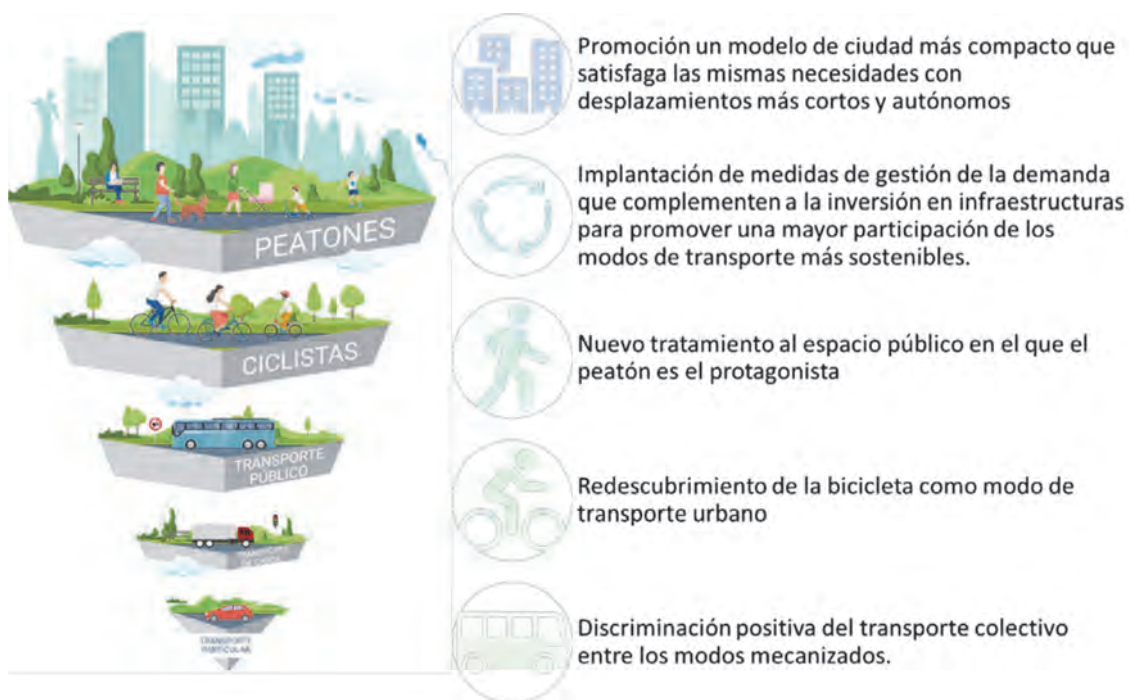 PEATONES
CICLISTAS
TRANSPORTE
PÚBLICO
TRANSPORTE
TRANSPORTE
PARTICULAR
Promoción un modelo de ciudad más compacto que
satisfaga las mismas necesidades con
desplazamientos más cortos y autónomos
Implantación de medidas de gestión de la demanda
que complementen a la inversión en infraestructuras
para promover una mayor participación de los
modos de transporte más sostenibles.
Nuevo tratamiento al espacio público en el que el
peatón es el protagonista
Redescubrimiento de la bicicleta como modo de
transporte urbano
Discriminación positiva del transporte colectivo
entre los modos mecanizados.